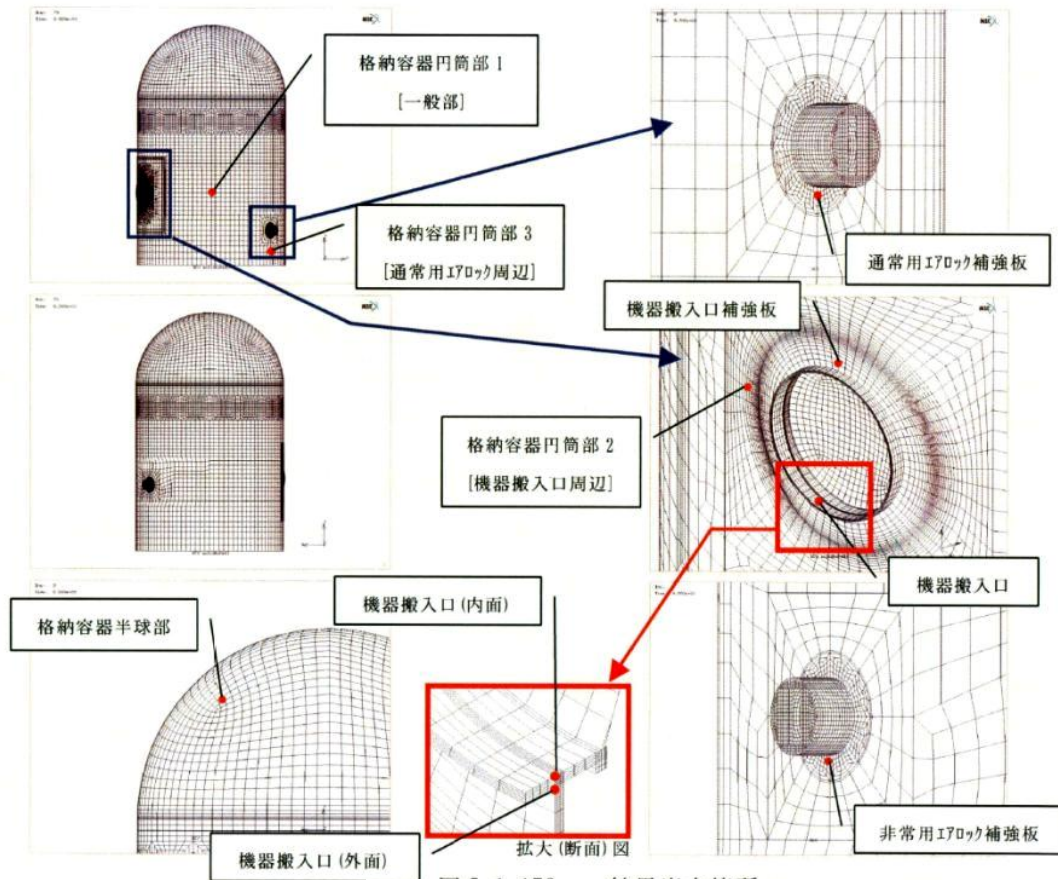 格納容器円筒部 1
[一般部]
格納容器円筒部 3
[通常用エアロック周辺]
通常用エアロック補強板
機器搬入口補強板
格納容器円筒部 2
[機器搬入口周辺]
機器搬入口
機器搬入口(内面)
格納容器半球部
機器搬入口(外面)
拡大(断面)図
非常用エアロック補強板